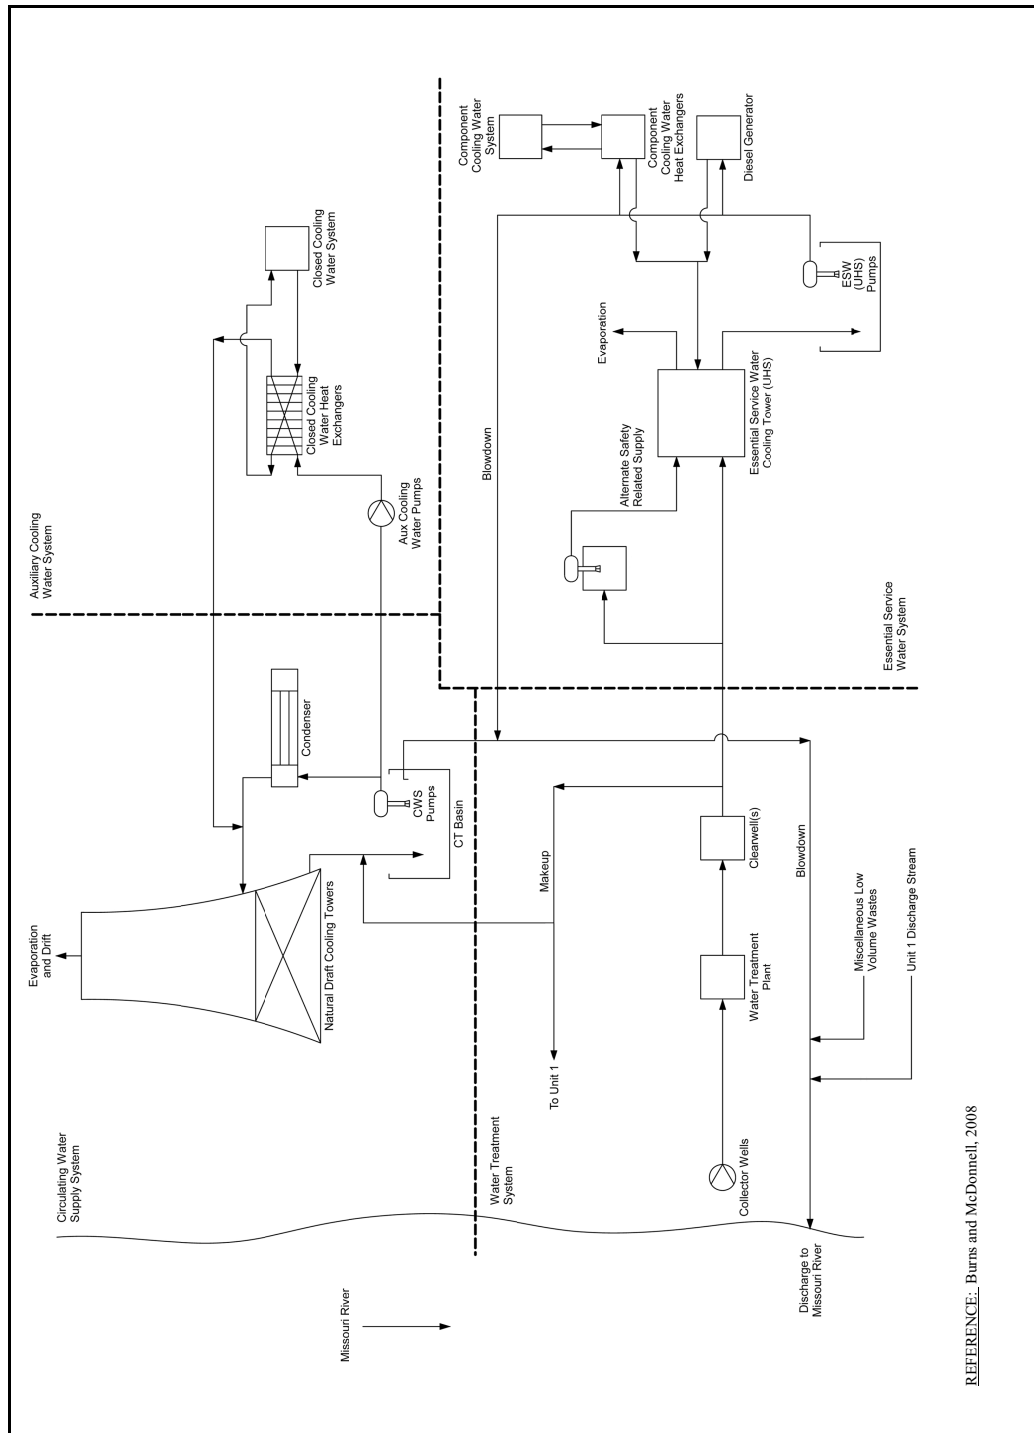 Circulating Water
Supply System
Evaporation
and Drift
Natural Draft Cooling Towers
Condenser
CWS
Pumps
CT Basin
Auxiliary Cooling
Water System
Aux Cooling
Water Pumps
Closed Cooling
Water Heat
Exchangers
Closed Cooling
Water System
Missouri River
Water Treatment
System
To Unit 1
Makeup
Collector Wells
Water Treatment
Plant
Clearwell(s)
Blowdown
Miscellaneous Low
Volume Wastes
Unit 1 Discharge Stream
Discharge to
Missouri River
Blowdown
Component
Cooling Water
System
Component
Cooling Water
Heat Exchangers
Diesel Generator
Evaporation
Alternate Safety
Related Supply
Essential Service Water
Cooling Tower (UHS)
ESW
(UHS)
Pumps
Essential Service
Water System
REFERENCE: Burns and McDonnell, 2008